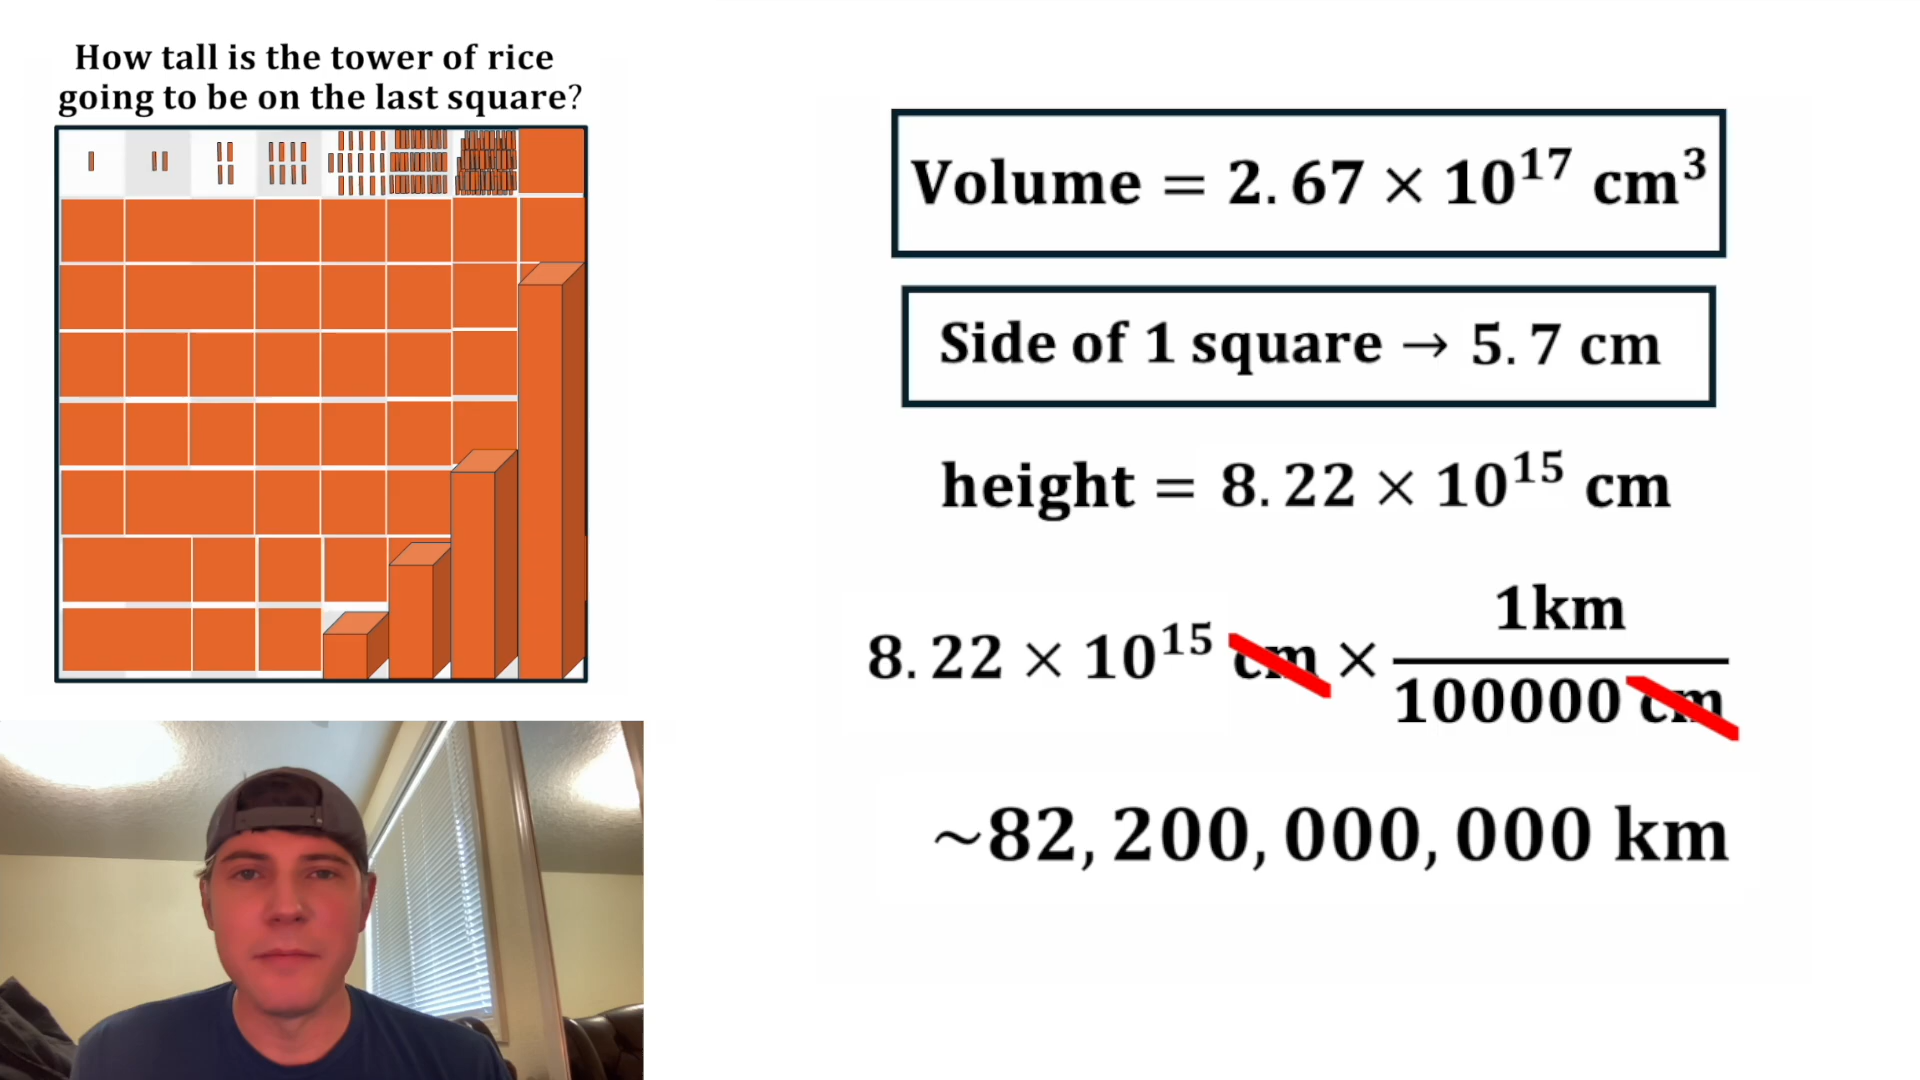 How tall is the tower of rice
going to be on the last square?
Volume = 2.67 × 10¹⁷ cm³
Side of 1 square → 5.7 cm
height = 8.22 × 10¹⁵ cm
8.22 × 10¹⁵ cm × 1km / 100000 cm
~82,200,000,000 km